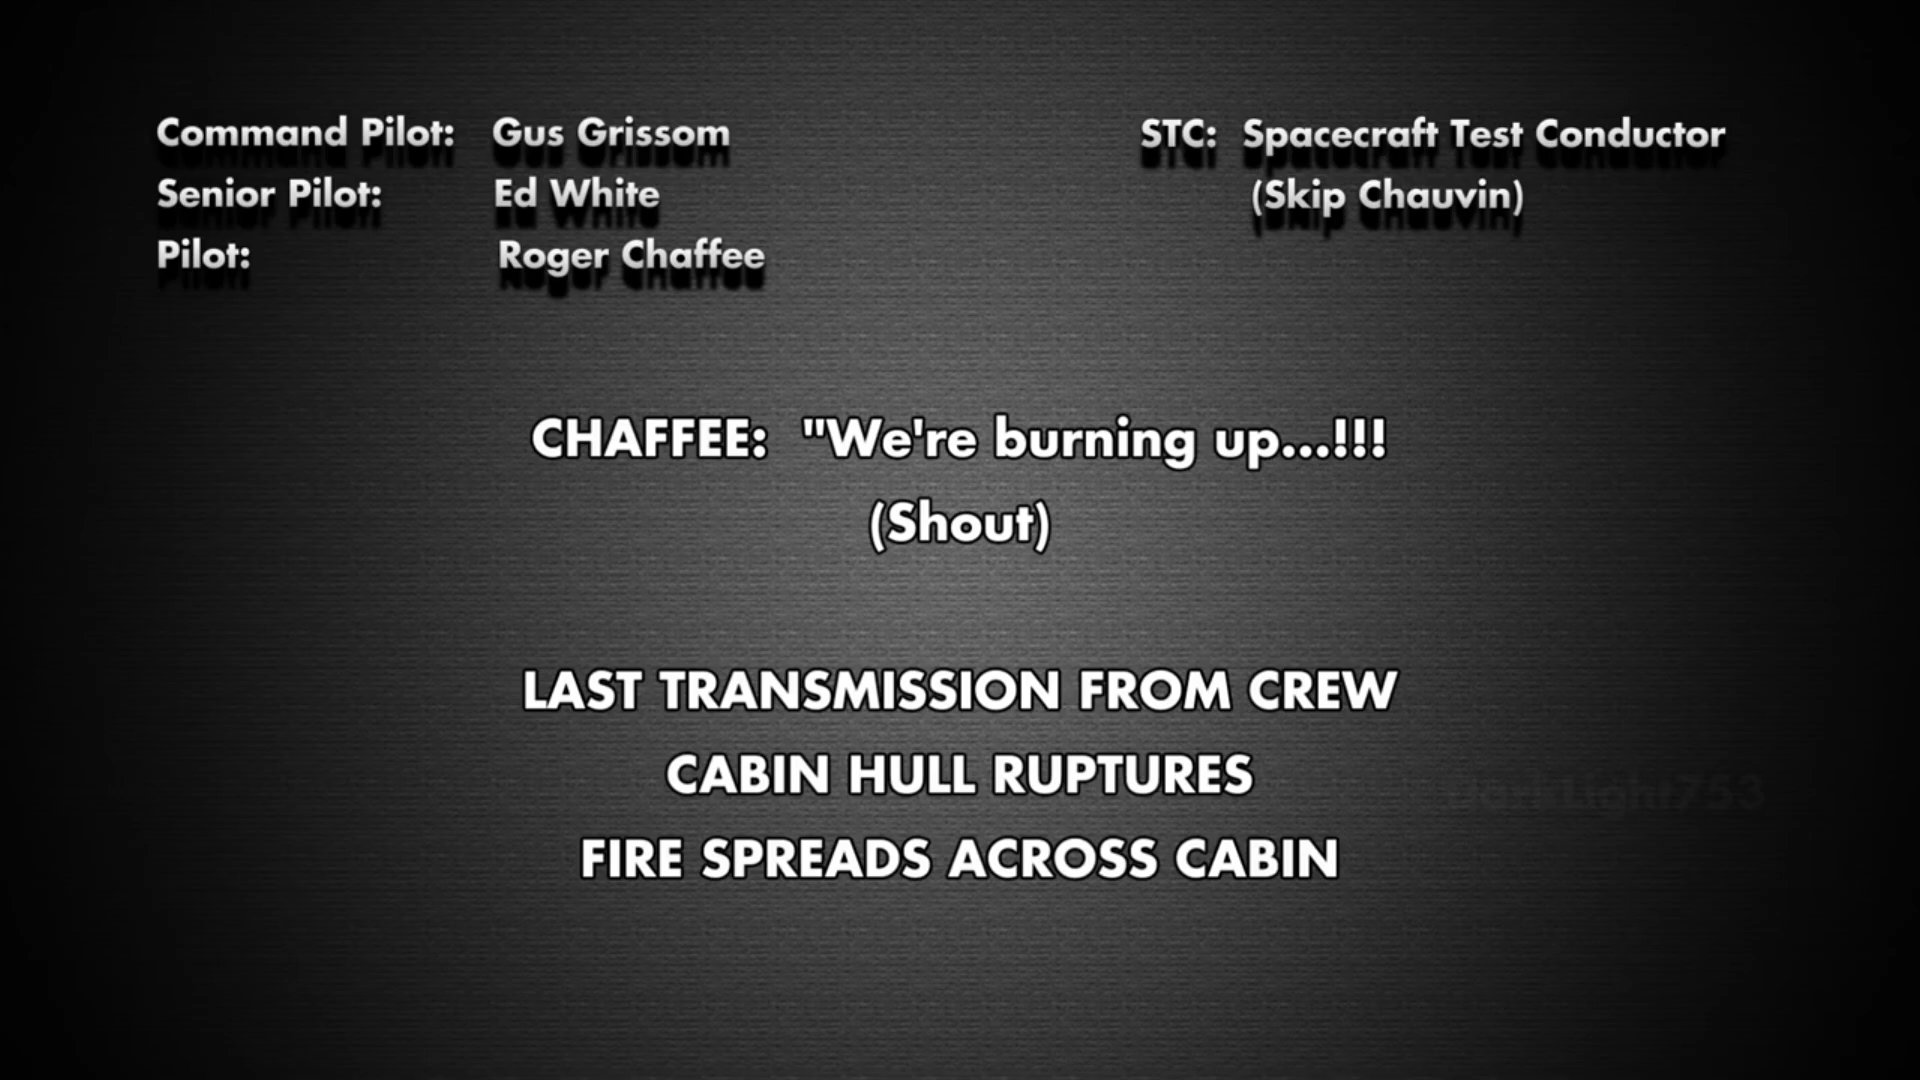 Command Pilot: Gus Grissom
Senior Pilot: Ed White
Pilot: Roger Chaffee
STC: Spacecraft Test Conductor
(Skip Chauvin)
CHAFFEE: "We're burning up...!!!
(Shout)
LAST TRANSMISSION FROM CREW
CABIN HULL RUPTURES
FIRE SPREADS ACROSS CABIN
DarkLight753